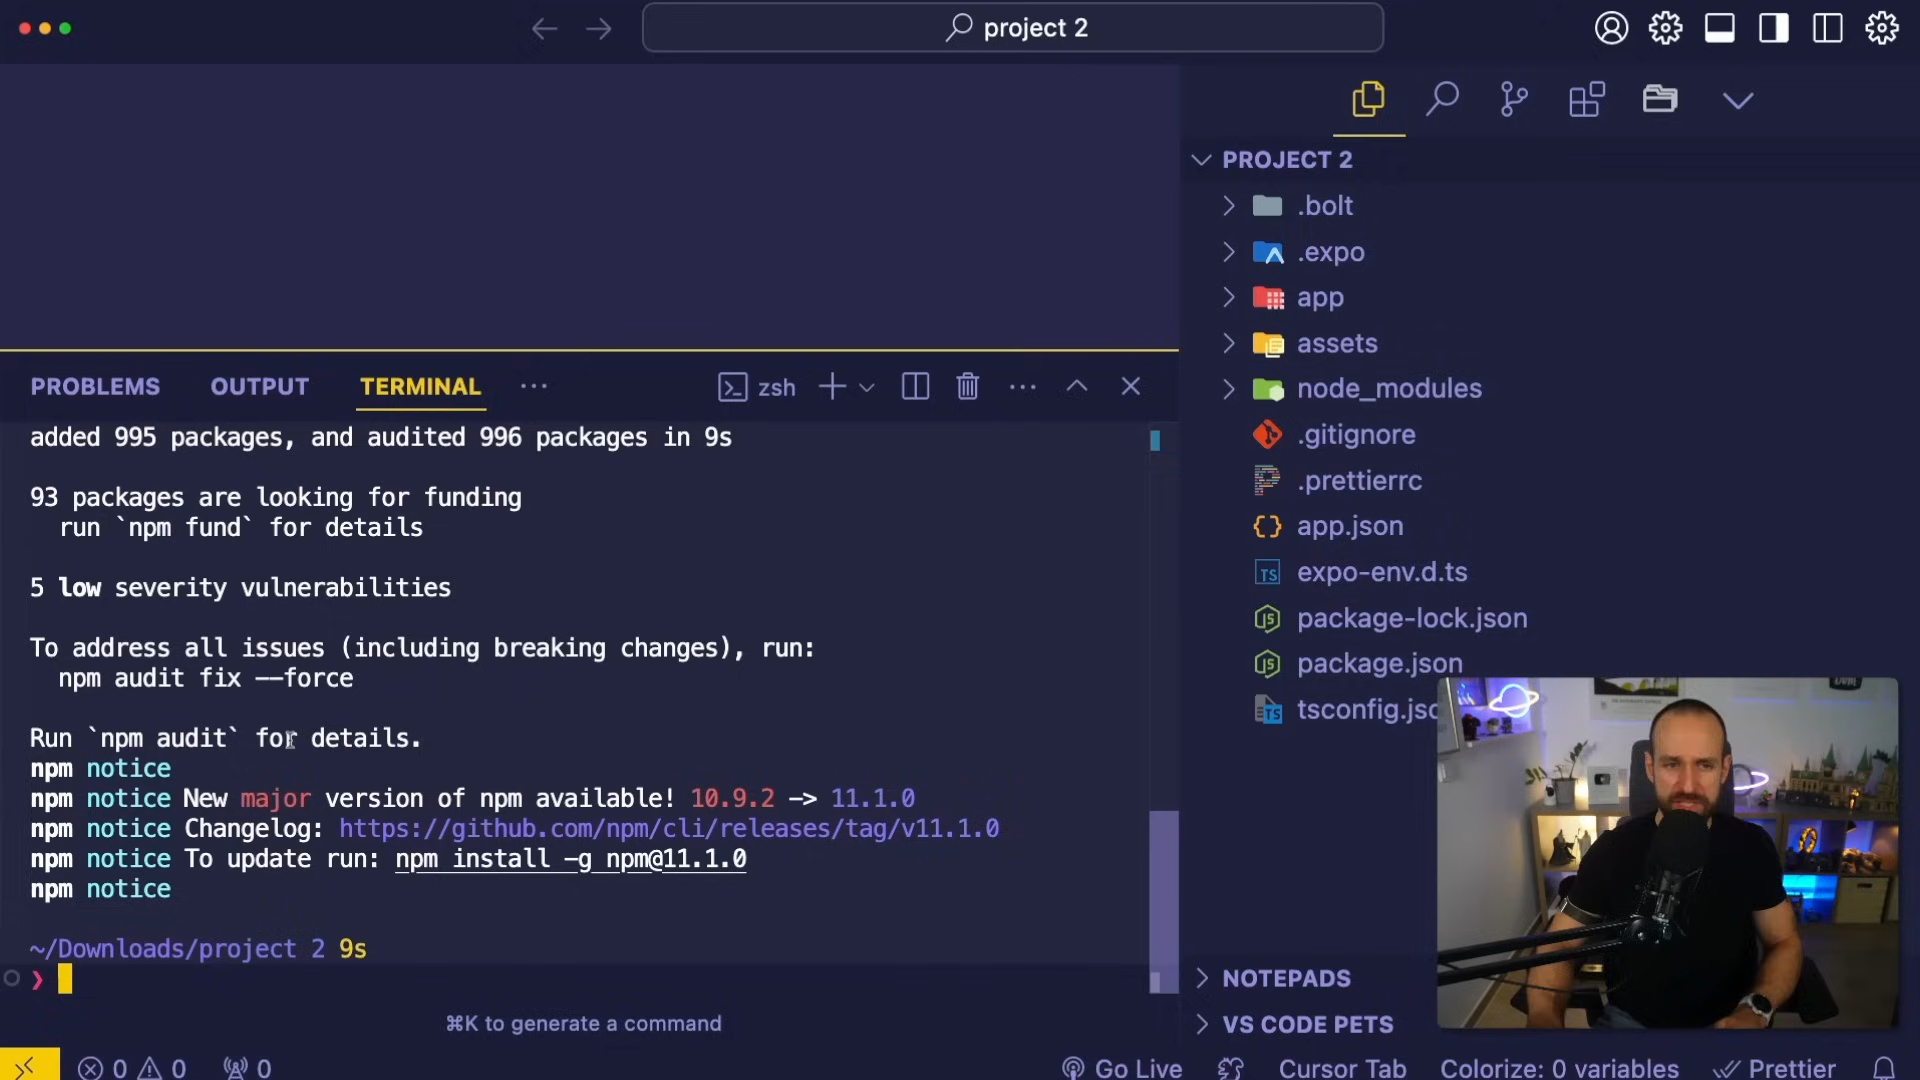 project 2
PROJECT 2
.bolt
.expo
app
assets
node_modules
.gitignore
.prettierrc
app.json
expo-env.d.ts
package-lock.json
package.json
tsconfig.jsc
PROBLEMS OUTPUT TERMINAL ··· zsh
added 995 packages, and audited 996 packages in 9s
93 packages are looking for funding
run `npm fund` for details
5 low severity vulnerabilities
To address all issues (including breaking changes), run:
npm audit fix --force
Run `npm audit` for details.
npm notice
npm notice New major version of npm available! 10.9.2 -> 11.1.0
npm notice Changelog: https://github.com/npm/cli/releases/tag/v11.1.0
npm notice To update run: npm install -g npm@11.1.0
npm notice
~/Downloads/project 2 9s
❯
⌘K to generate a command
NOTEPADS
VS CODE PETS
0 0 0 Go Live Cursor Tab Colorize: 0 variables Prettier